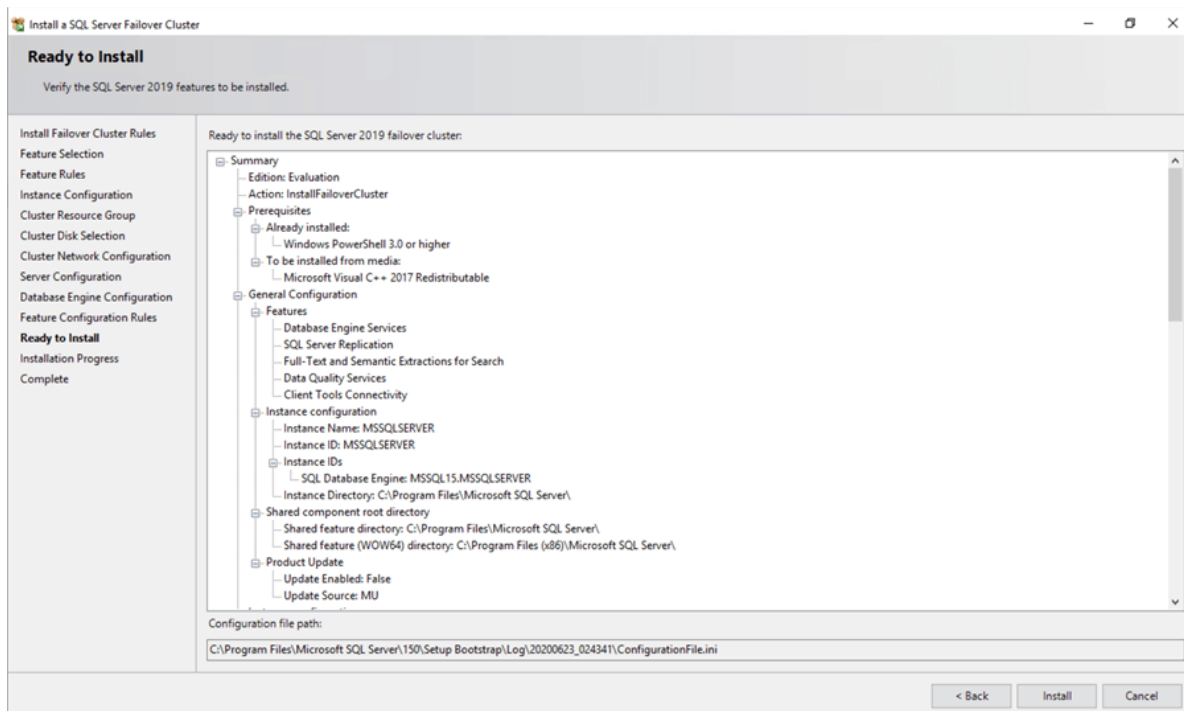 Install a SQL Server Failover Cluster
Ready to Install
Verify the SQL Server 2019 features to be installed.
Install Failover Cluster Rules
Feature Selection
Feature Rules
Instance Configuration
Cluster Resource Group
Cluster Disk Selection
Cluster Network Configuration
Server Configuration
Database Engine Configuration
Feature Configuration Rules
Ready to Install
Installation Progress
Complete
Ready to install the SQL Server 2019 failover cluster:
Summary
Edition: Evaluation
Action: InstallFailoverCluster
Prerequisites
Already installed:
Windows PowerShell 3.0 or higher
To be installed from media:
Microsoft Visual C++ 2017 Redistributable
General Configuration
Features
Database Engine Services
SQL Server Replication
Full-Text and Semantic Extractions for Search
Data Quality Services
Client Tools Connectivity
Instance configuration
Instance Name: MSSQLSERVER
Instance ID: MSSQLSERVER
Instance IDs
SQL Database Engine: MSSQL15.MSSQLSERVER
Instance Directory: C:\Program Files\Microsoft SQL Server\
Shared component root directory
Shared feature directory: C:\Program Files\Microsoft SQL Server\
Shared feature (WOW64) directory: C:\Program Files (x86)\Microsoft SQL Server\
Product Update
Update Enabled: False
Update Source: MU
Configuration file path:
C:\Program Files\Microsoft SQL Server\150\Setup Bootstrap\Log\20200623_024341\ConfigurationFile.ini
< Back
Install
Cancel